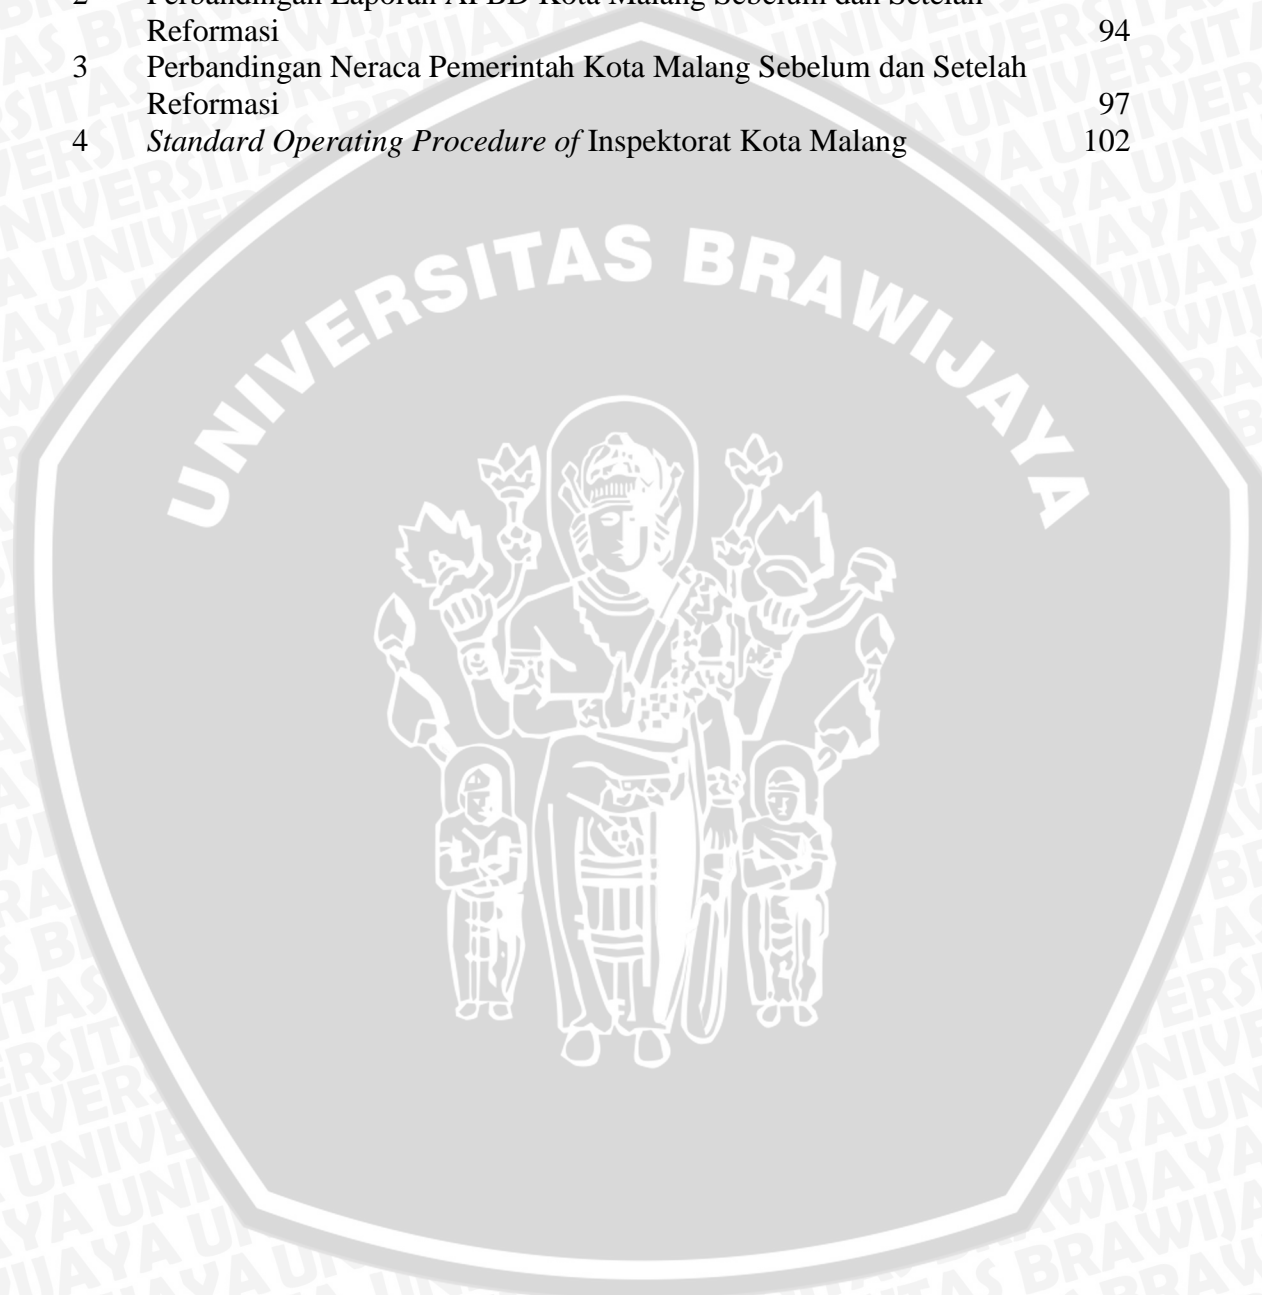 2 Perbandingan Laporan APBD Kota Malang Sebelum dan Setelah
Reformasi 94
3 Perbandingan Neraca Pemerintah Kota Malang Sebelum dan Setelah
Reformasi 97
4 Standard Operating Procedure of Inspektorat Kota Malang 102
UNIVERSITAS BRAWIJAYA